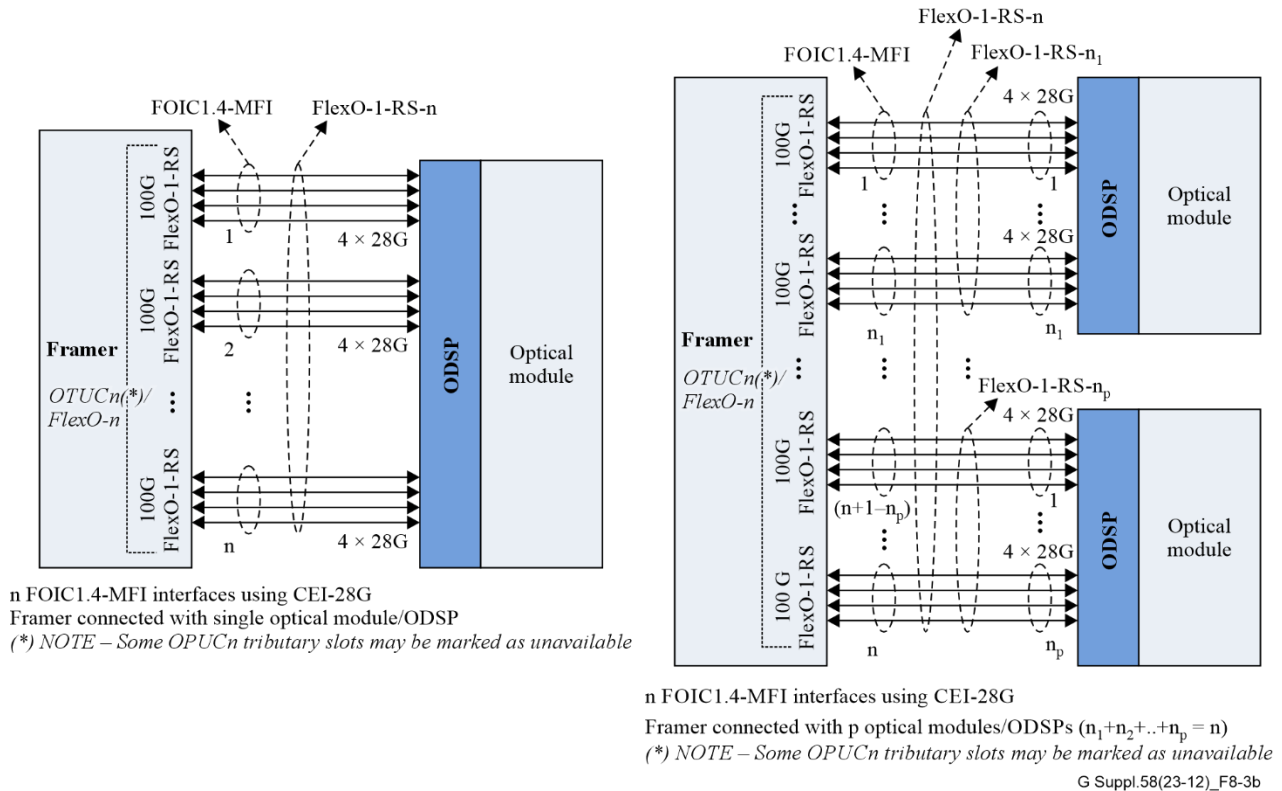 FOIC1.4-MFI
FlexO-1-RS-n
100G
FlexO-1-RS
1
4 × 28G
100G
FlexO-1-RS
2
4 × 28G
Framer
OTUCn(*)/
FlexO-n
...
...
ODSP
Optical
module
100G
FlexO-1-RS
n
4 × 28G
n FOIC1.4-MFI interfaces using CEI-28G
Framer connected with single optical module/ODSP
(*) NOTE – Some OPUCn tributary slots may be marked as unavailable
FlexO-1-RS-n
FlexO-1-RS-n₁
FOIC1.4-MFI
4 × 28G
100G
FlexO-1-RS
1
1
...
...
...
4 × 28G
100G
FlexO-1-RS
n₁
n₁
ODSP
Optical
module
Framer
OTUCn(*)/
FlexO-n
...
...
...
FlexO-1-RS-nₚ
4 × 28G
100G
FlexO-1-RS
(n+1–nₚ)
1
...
...
...
4 × 28G
100 G
FlexO-1-RS
n
nₚ
ODSP
Optical
module
n FOIC1.4-MFI interfaces using CEI-28G
Framer connected with p optical modules/ODSPs (n₁+n₂+..+nₚ = n)
(*) NOTE – Some OPUCn tributary slots may be marked as unavailable
G Suppl.58(23-12)_F8-3b